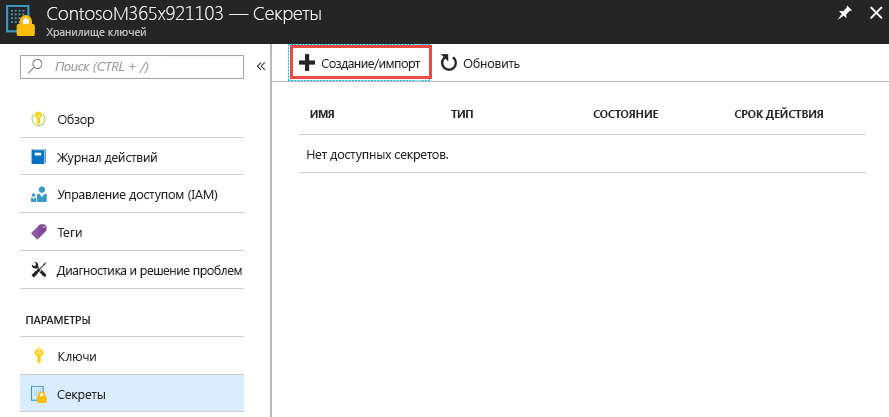 ContosoM365x921103 — Секреты
Хранилище ключей
Поиск (CTRL + /)
«
Обзор
Журнал действий
Управление доступом (IAM)
Теги
Диагностика и решение проблем
ПАРАМЕТРЫ
Ключи
Секреты
Создание/импорт Обновить
ИМЯ ТИП СОСТОЯНИЕ СРОК ДЕЙСТВИЯ
Нет доступных секретов.